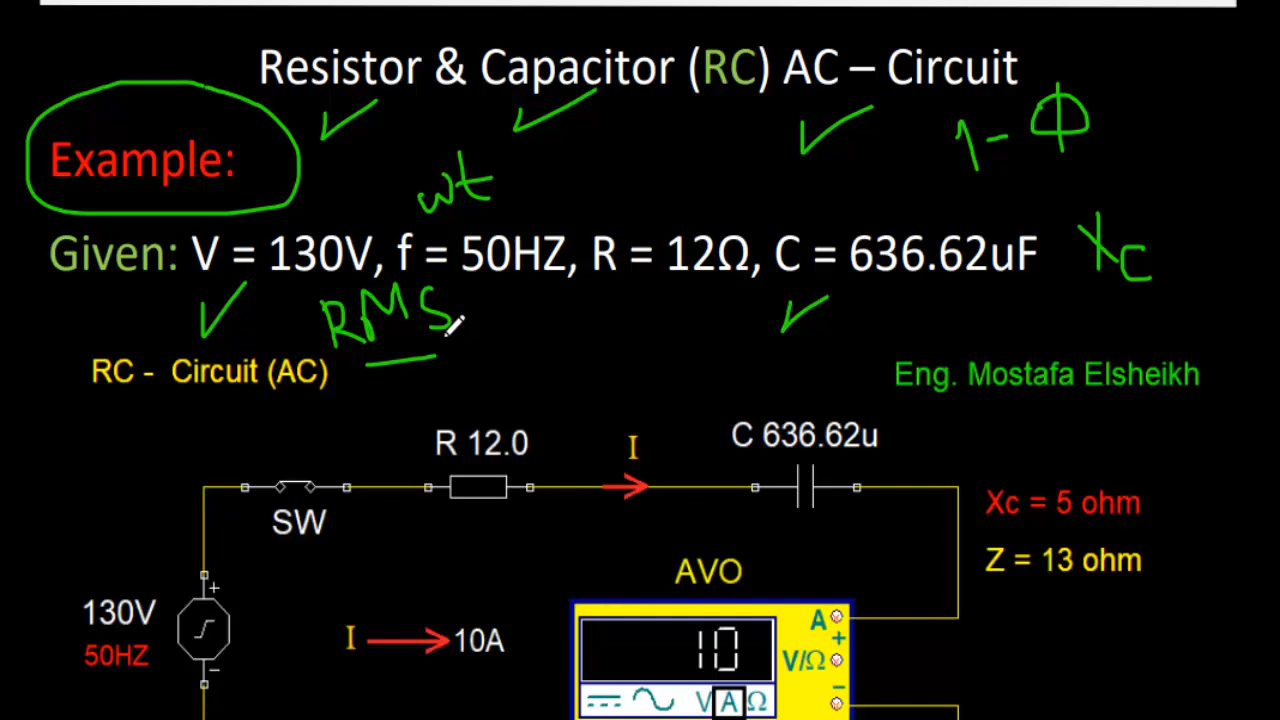 Resistor & Capacitor (RC) AC – Circuit
1-Φ
Example:
wt
Given: V = 130V, f = 50HZ, R = 12Ω, C = 636.62uF
Xc
RMS
RC - Circuit (AC)
Eng. Mostafa Elsheikh
R 12.0
I
C 636.62u
SW
Xc = 5 ohm
Z = 13 ohm
AVO
130V
50HZ
+
−
I
10A
10
A
+
V/Ω
−
V A Ω